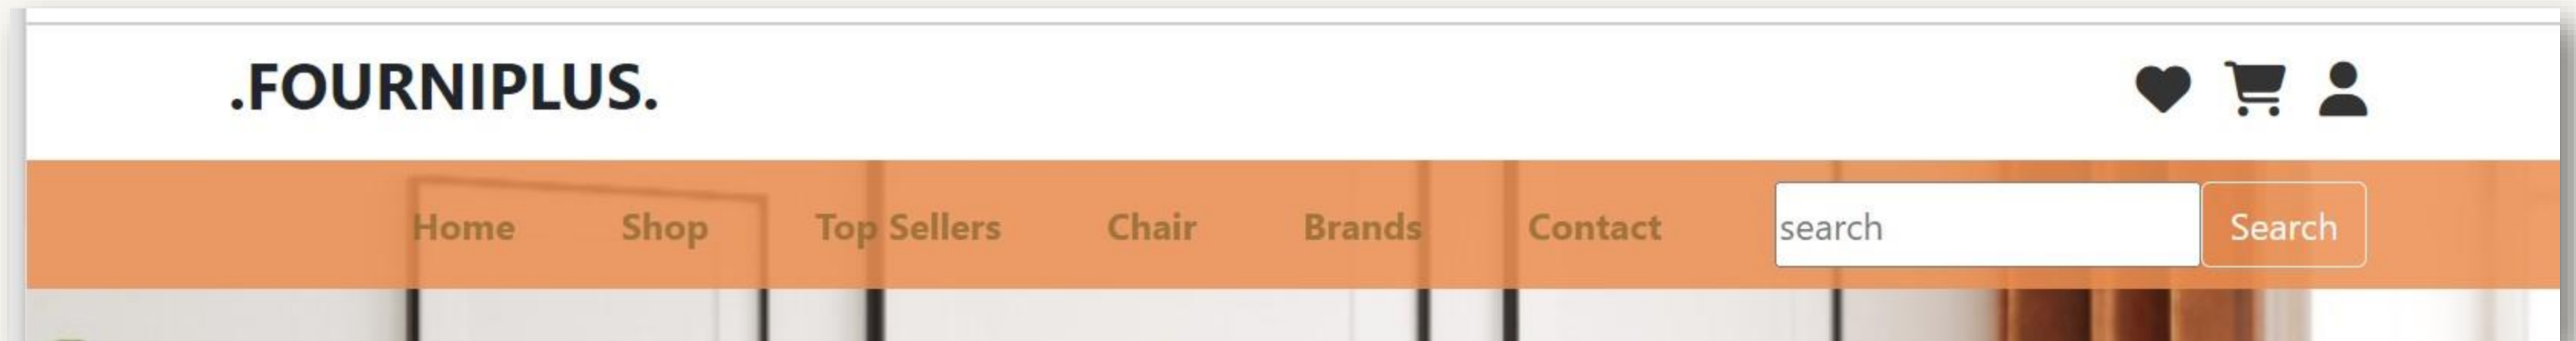 .FOURNIPLUS.
Home Shop Top Sellers Chair Brands Contact search Search